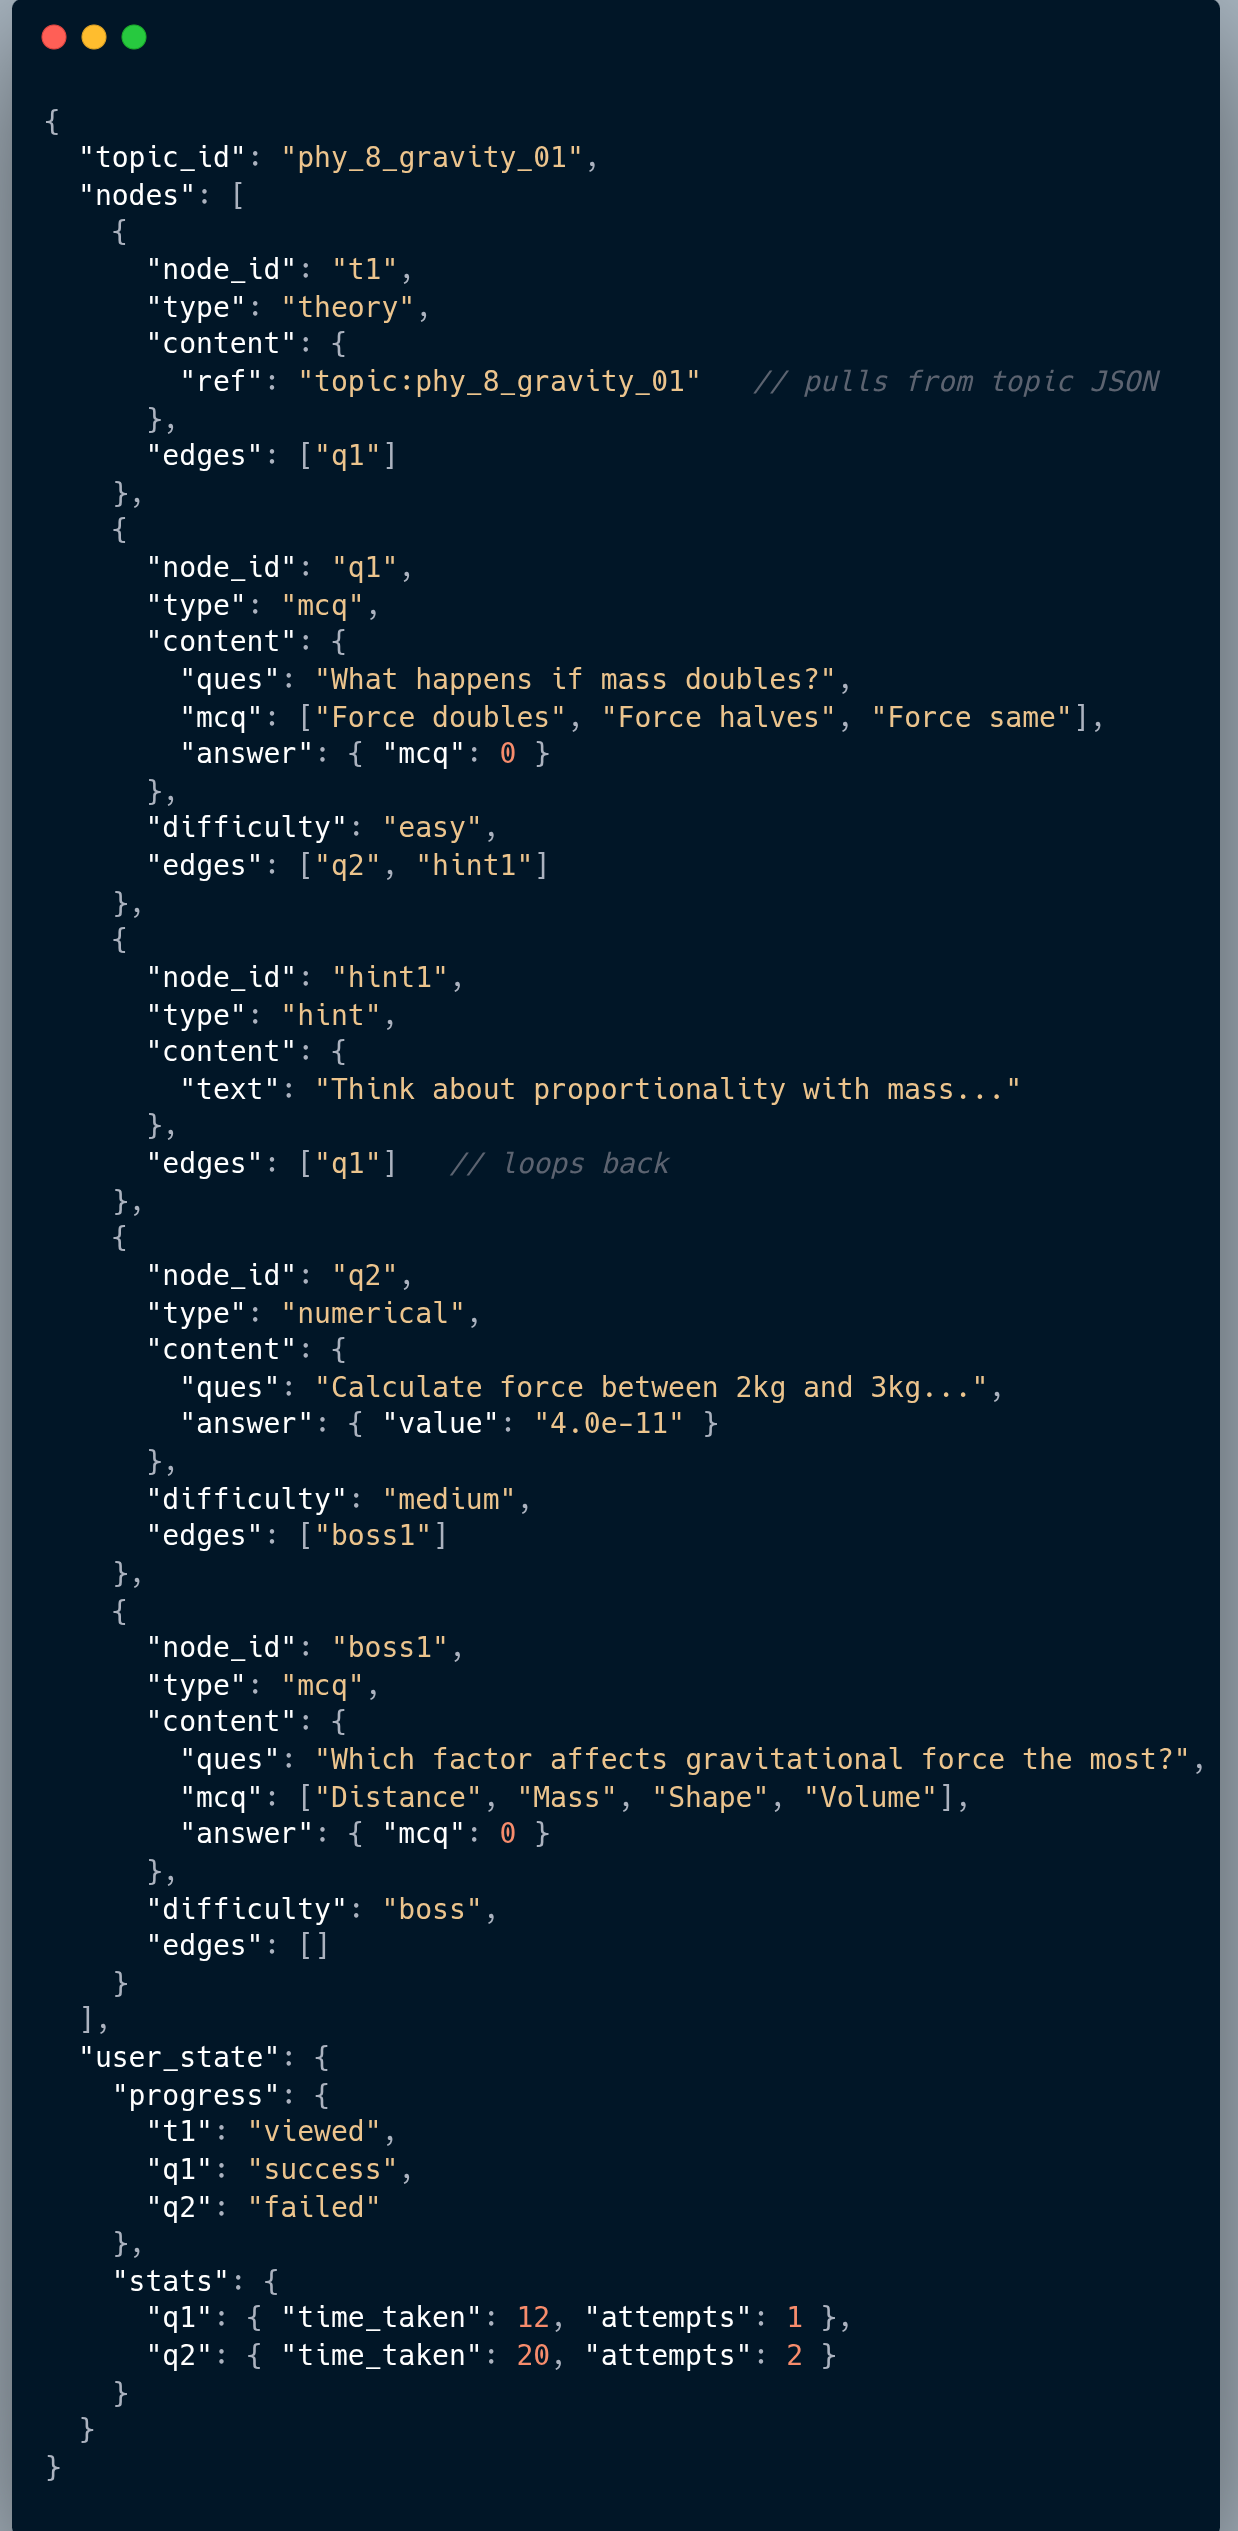 {
  "topic_id": "phy_8_gravity_01",
  "nodes": [
    {
      "node_id": "t1",
      "type": "theory",
      "content": {
        "ref": "topic:phy_8_gravity_01"   // pulls from topic JSON
      },
      "edges": ["q1"]
    },
    {
      "node_id": "q1",
      "type": "mcq",
      "content": {
        "ques": "What happens if mass doubles?",
        "mcq": ["Force doubles", "Force halves", "Force same"],
        "answer": { "mcq": 0 }
      },
      "difficulty": "easy",
      "edges": ["q2", "hint1"]
    },
    {
      "node_id": "hint1",
      "type": "hint",
      "content": {
        "text": "Think about proportionality with mass..."
      },
      "edges": ["q1"]   // loops back
    },
    {
      "node_id": "q2",
      "type": "numerical",
      "content": {
        "ques": "Calculate force between 2kg and 3kg...",
        "answer": { "value": "4.0e-11" }
      },
      "difficulty": "medium",
      "edges": ["boss1"]
    },
    {
      "node_id": "boss1",
      "type": "mcq",
      "content": {
        "ques": "Which factor affects gravitational force the most?",
        "mcq": ["Distance", "Mass", "Shape", "Volume"],
        "answer": { "mcq": 0 }
      },
      "difficulty": "boss",
      "edges": []
    }
  ],
  "user_state": {
    "progress": {
      "t1": "viewed",
      "q1": "success",
      "q2": "failed"
    },
    "stats": {
      "q1": { "time_taken": 12, "attempts": 1 },
      "q2": { "time_taken": 20, "attempts": 2 }
    }
  }
}